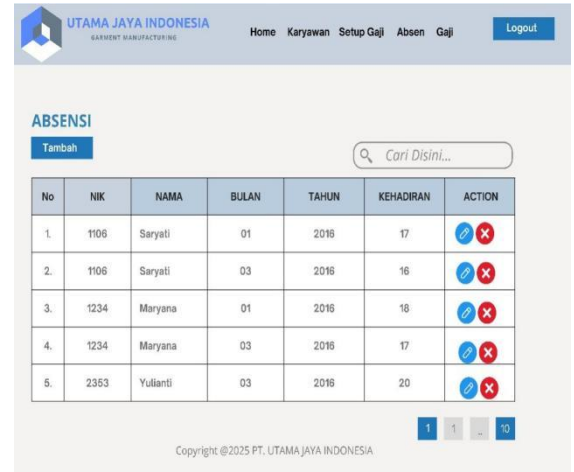 UTAMA JAYA INDONESIA
GARMENT MANUFACTURING
Home Karyawan Setup Gaji Absen Gaji Logout
ABSENSI
Tambah
Cari Disini...
No NIK NAMA BULAN TAHUN KEHADIRAN ACTION
1. 1106 Saryati 01 2016 17
2. 1106 Saryati 03 2016 16
3. 1234 Maryana 01 2016 18
4. 1234 Maryana 03 2016 17
5. 2353 Yulianti 03 2016 20
1 1 .. 10
Copyright @2025 PT. UTAMA JAYA INDONESIA